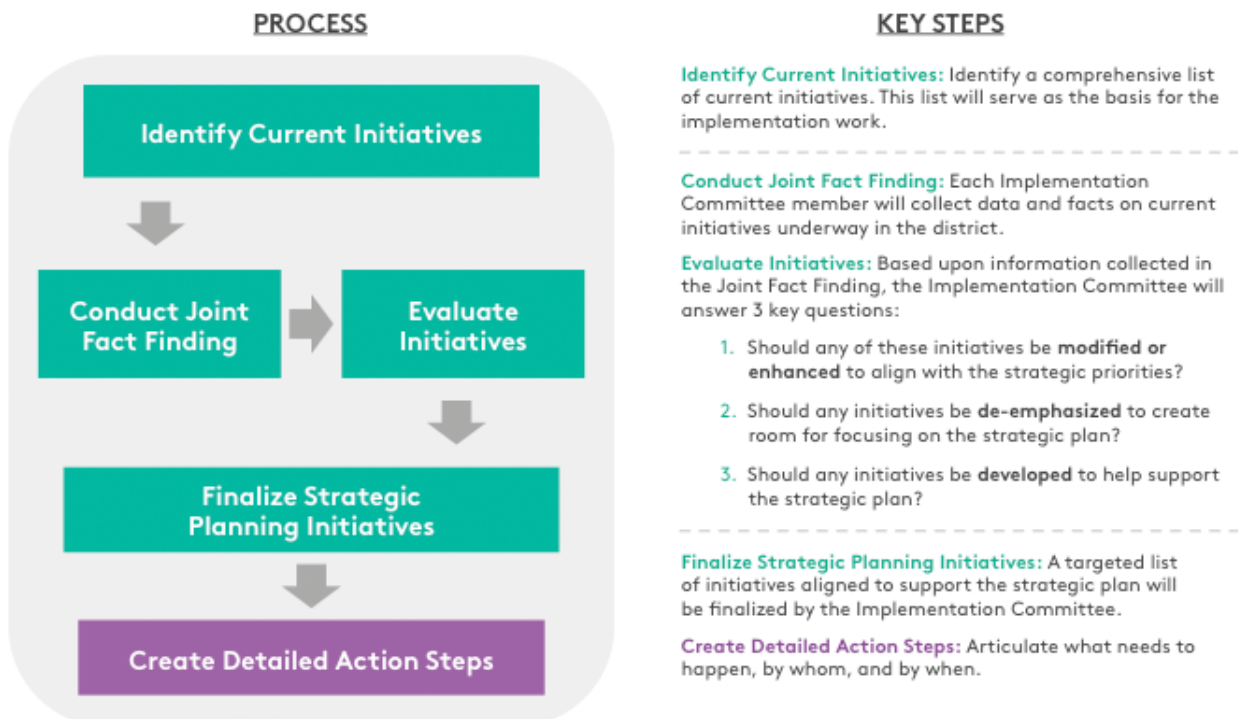 PROCESS
Identify Current Initiatives
Conduct Joint
Fact Finding
Evaluate
Initiatives
Finalize Strategic
Planning Initiatives
Create Detailed Action Steps
KEY STEPS
Identify Current Initiatives: Identify a comprehensive list
of current initiatives. This list will serve as the basis for the
implementation work.
Conduct Joint Fact Finding: Each Implementation
Committee member will collect data and facts on current
initiatives underway in the district.
Evaluate Initiatives: Based upon information collected in
the Joint Fact Finding, the Implementation Committee will
answer 3 key questions:
1. Should any of these initiatives be modified or
enhanced to align with the strategic priorities?
2. Should any initiatives be de-emphasized to create
room for focusing on the strategic plan?
3. Should any initiatives be developed to help support
the strategic plan?
Finalize Strategic Planning Initiatives: A targeted list
of initiatives aligned to support the strategic plan will
be finalized by the Implementation Committee.
Create Detailed Action Steps: Articulate what needs to
happen, by whom, and by when.